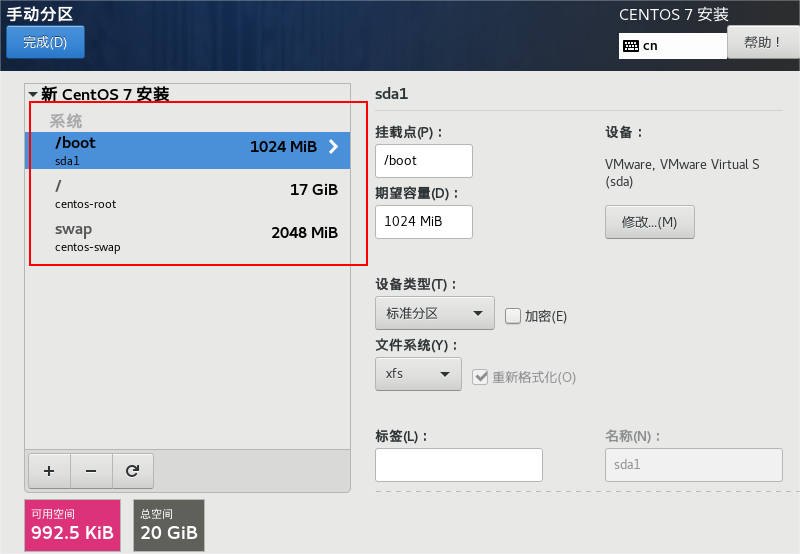 手动分区
CENTOS 7 安装
完成(D)
cn
帮助！
新 CentOS 7 安装
系统
/boot
1024 MiB
sda1
/
17 GiB
centos-root
swap
2048 MiB
centos-swap
+ −
可用空间
992.5 KiB
总空间
20 GiB
sda1
挂载点(P)：
/boot
期望容量(D)：
1024 MiB
设备：
VMware, VMware Virtual S
(sda)
修改...(M)
设备类型(T)：
标准分区
加密(E)
文件系统(Y)：
xfs
重新格式化(O)
标签(L)：
名称(N)：
sda1